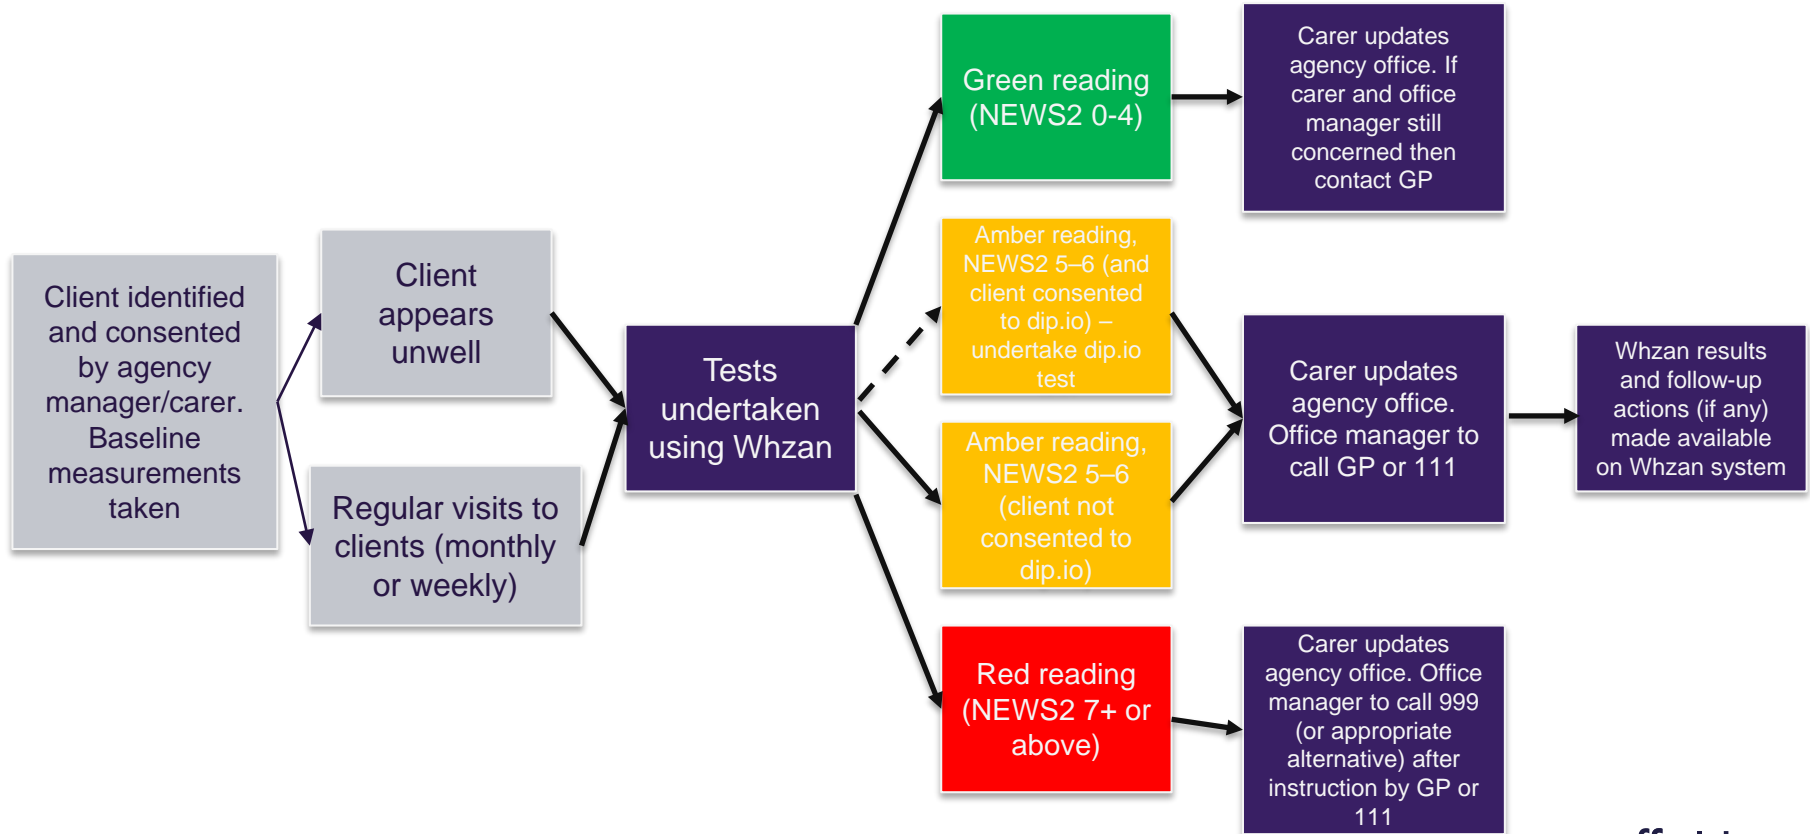 Client identified
and consented
by agency
manager/carer.
Baseline
measurements
taken
Client
appears
unwell
Regular visits to
clients (monthly
or weekly)
Tests
undertaken
using Whzan
Green reading
(NEWS2 0-4)
Carer updates
agency office. If
carer and office
manager still
concerned then
contact GP
Amber reading,
NEWS2 5–6 (and
client consented
to dip.io) –
undertake dip.io
test
Amber reading,
NEWS2 5–6
(client not
consented to
dip.io)
Carer updates
agency office.
Office manager to
call GP or 111
Whzan results
and follow-up
actions (if any)
made available
on Whzan system
Red reading
(NEWS2 7+ or
above)
Carer updates
agency office. Office
manager to call 999
(or appropriate
alternative) after
instruction by GP or
111